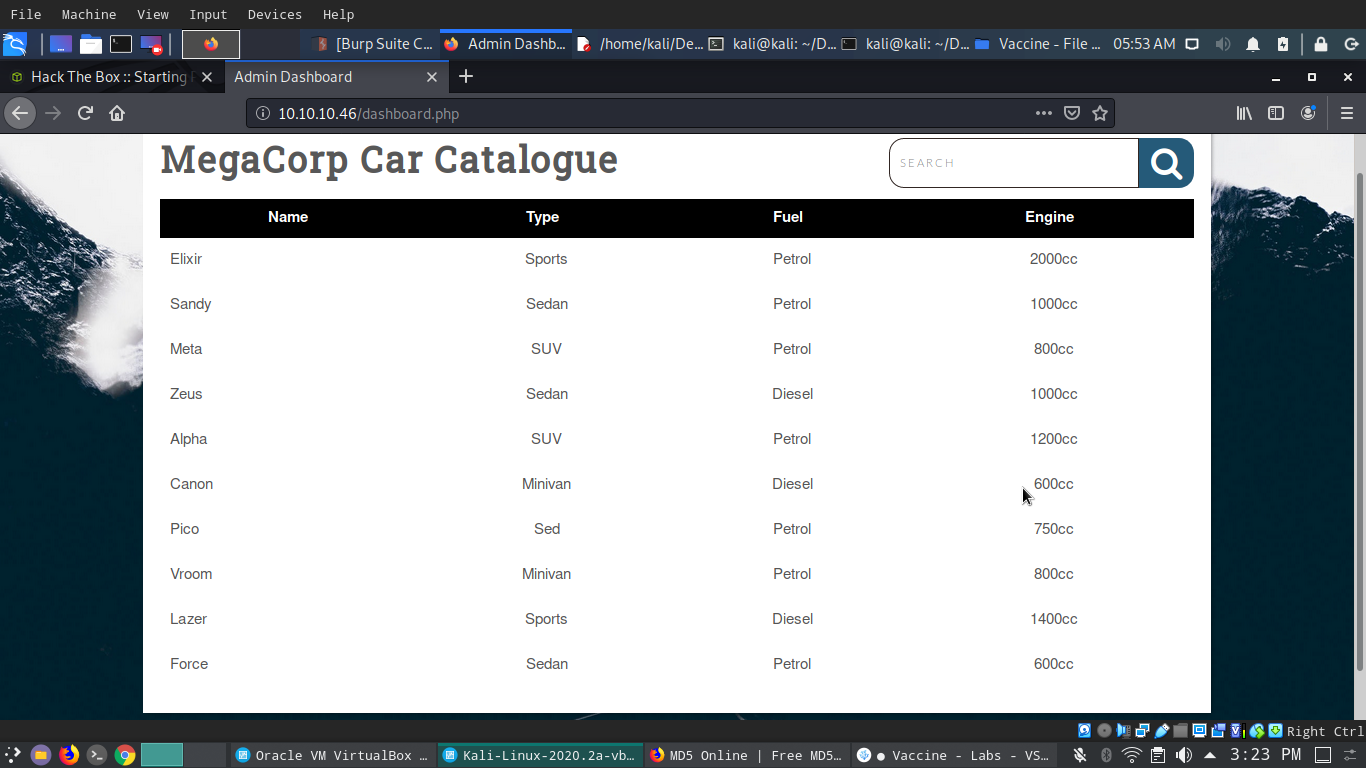 File Machine View Input Devices Help
[Burp Suite C... Admin Dashb... /home/kali/De... kali@kali: ~/D... kali@kali: ~/D... Vaccine - File ... 05:53 AM
Hack The Box :: Starting Admin Dashboard
10.10.10.46/dashboard.php
MegaCorp Car Catalogue
SEARCH
Name Type Fuel Engine
Elixir Sports Petrol 2000cc
Sandy Sedan Petrol 1000cc
Meta SUV Petrol 800cc
Zeus Sedan Diesel 1000cc
Alpha SUV Petrol 1200cc
Canon Minivan Diesel 600cc
Pico Sed Petrol 750cc
Vroom Minivan Petrol 800cc
Lazer Sports Diesel 1400cc
Force Sedan Petrol 600cc
Right Ctrl
Oracle VM VirtualBox ... Kali-Linux-2020.2a-vb... MD5 Online | Free MD5... ● Vaccine - Labs - VS... 3:23 PM